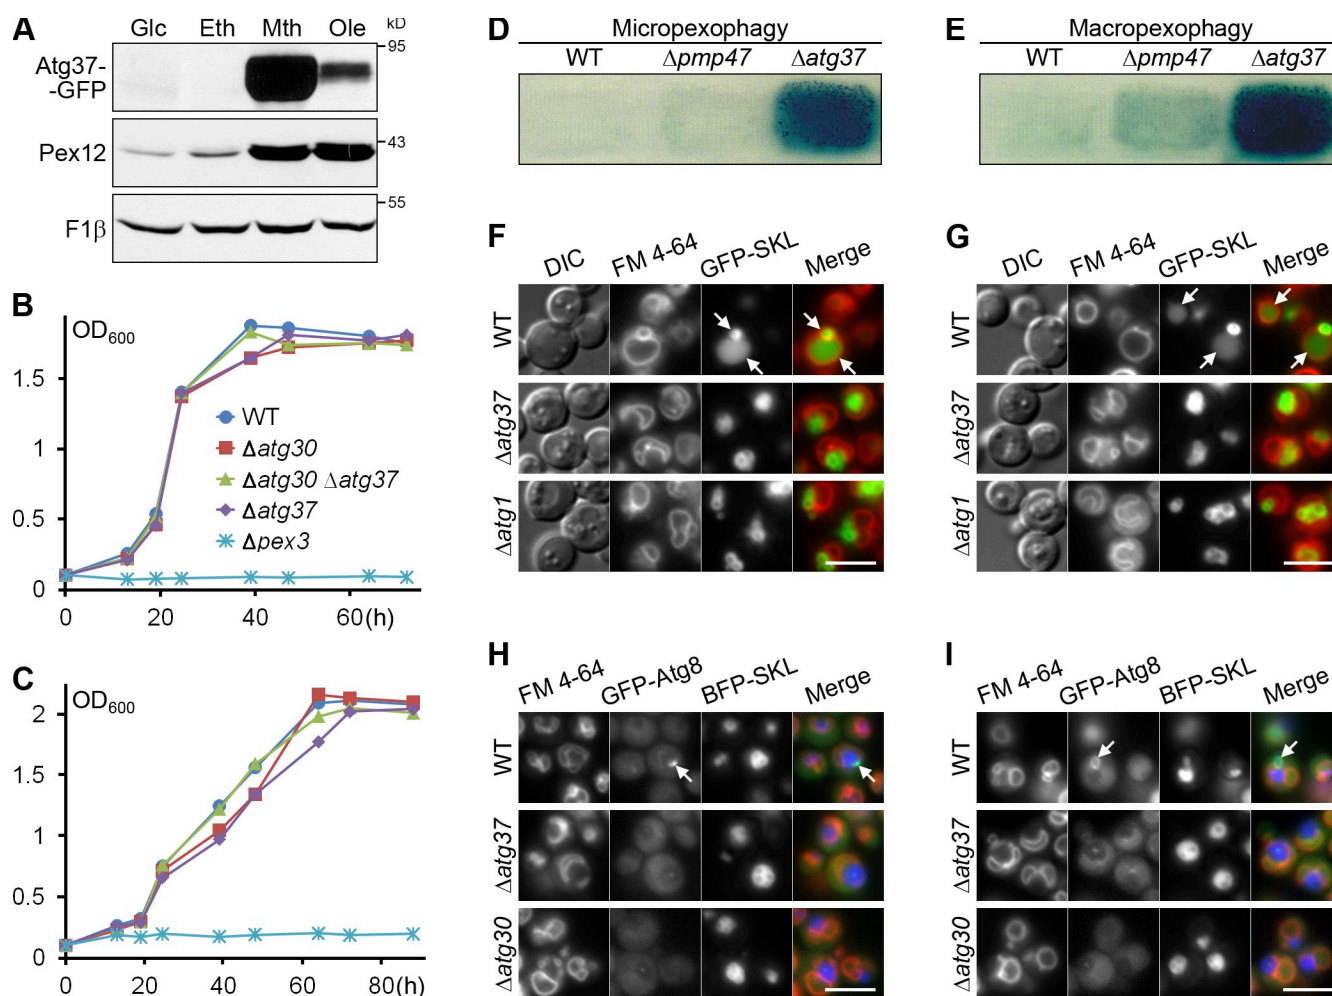 A
Glc Eth Mth Ole kD
Atg37-
-GFP
95
Pex12
43
F1β
55
B
OD600
1.5
1
0.5
0
0 20 40 60(h)
WT
Δatg30
Δatg30 Δatg37
Δatg37
Δpex3
C
OD600
2
1.5
1
0.5
0
0 20 40 60 80(h)
D
Micropexophagy
WT Δpmp47 Δatg37
E
Macropexophagy
WT Δpmp47 Δatg37
F
DIC FM 4-64 GFP-SKL Merge
WT
Δatg37
Δatg1
G
DIC FM 4-64 GFP-SKL Merge
WT
Δatg37
Δatg1
H
FM 4-64 GFP-Atg8 BFP-SKL Merge
WT
Δatg37
Δatg30
I
FM 4-64 GFP-Atg8 BFP-SKL Merge
WT
Δatg37
Δatg30